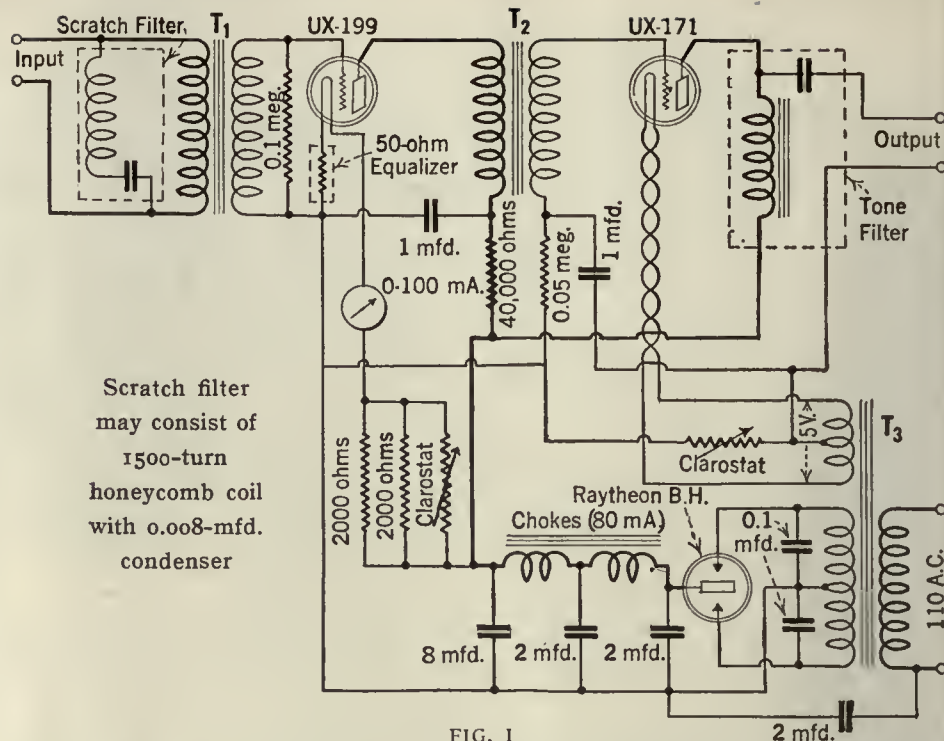 Scratch Filter
T1
UX-199
T2
UX-171
Input
0.1 meg.
50-ohm
Equalizer
Output
Tone
Filter
1 mfd.
40,000 ohms
0.05 meg.
1 mfd.
0-100 mA.
Scratch filter
may consist of
1500-turn
honeycomb coil
with 0.008-mfd.
condenser
2000 ohms
2000 ohms
Clarostat
Clarostat
5V.
T3
Raytheon B.H.
Chokes (80 mA.)
0.1
mfd.
110 A.C.
8 mfd.
2 mfd.
2 mfd.
2 mfd.
FIG. 1